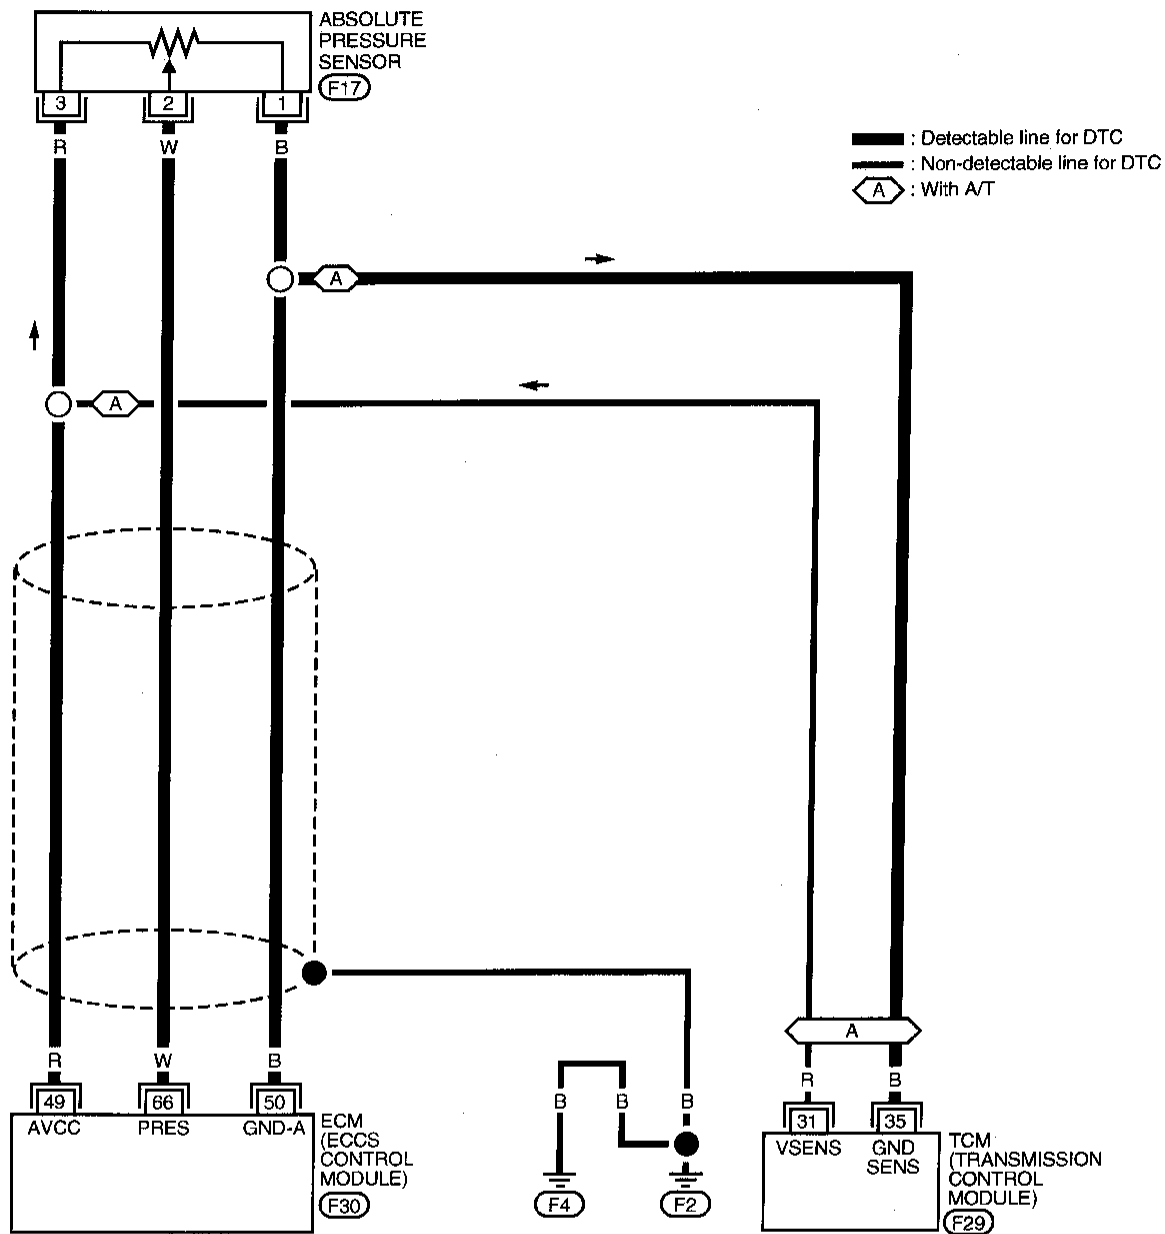 ABSOLUTE
PRESSURE
SENSOR
F17
3 2 1
R W B
: Detectable line for DTC
: Non-detectable line for DTC
A : With A/T
A
A
A
R W B
49 66 50
AVCC PRES GND-A
ECM
(ECCS
CONTROL
MODULE)
F30
B B B
F4 F2
R B
31 35
VSENS GND
SENS
TCM
(TRANSMISSION
CONTROL
MODULE)
F29